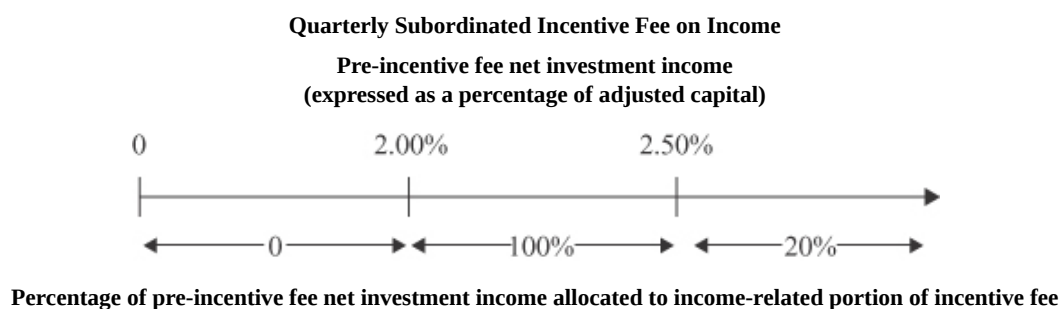 Quarterly Subordinated Incentive Fee on Income
Pre-incentive fee net investment income
(expressed as a percentage of adjusted capital)
0 2.00% 2.50%
0 100% 20%
Percentage of pre-incentive fee net investment income allocated to income-related portion of incentive fee